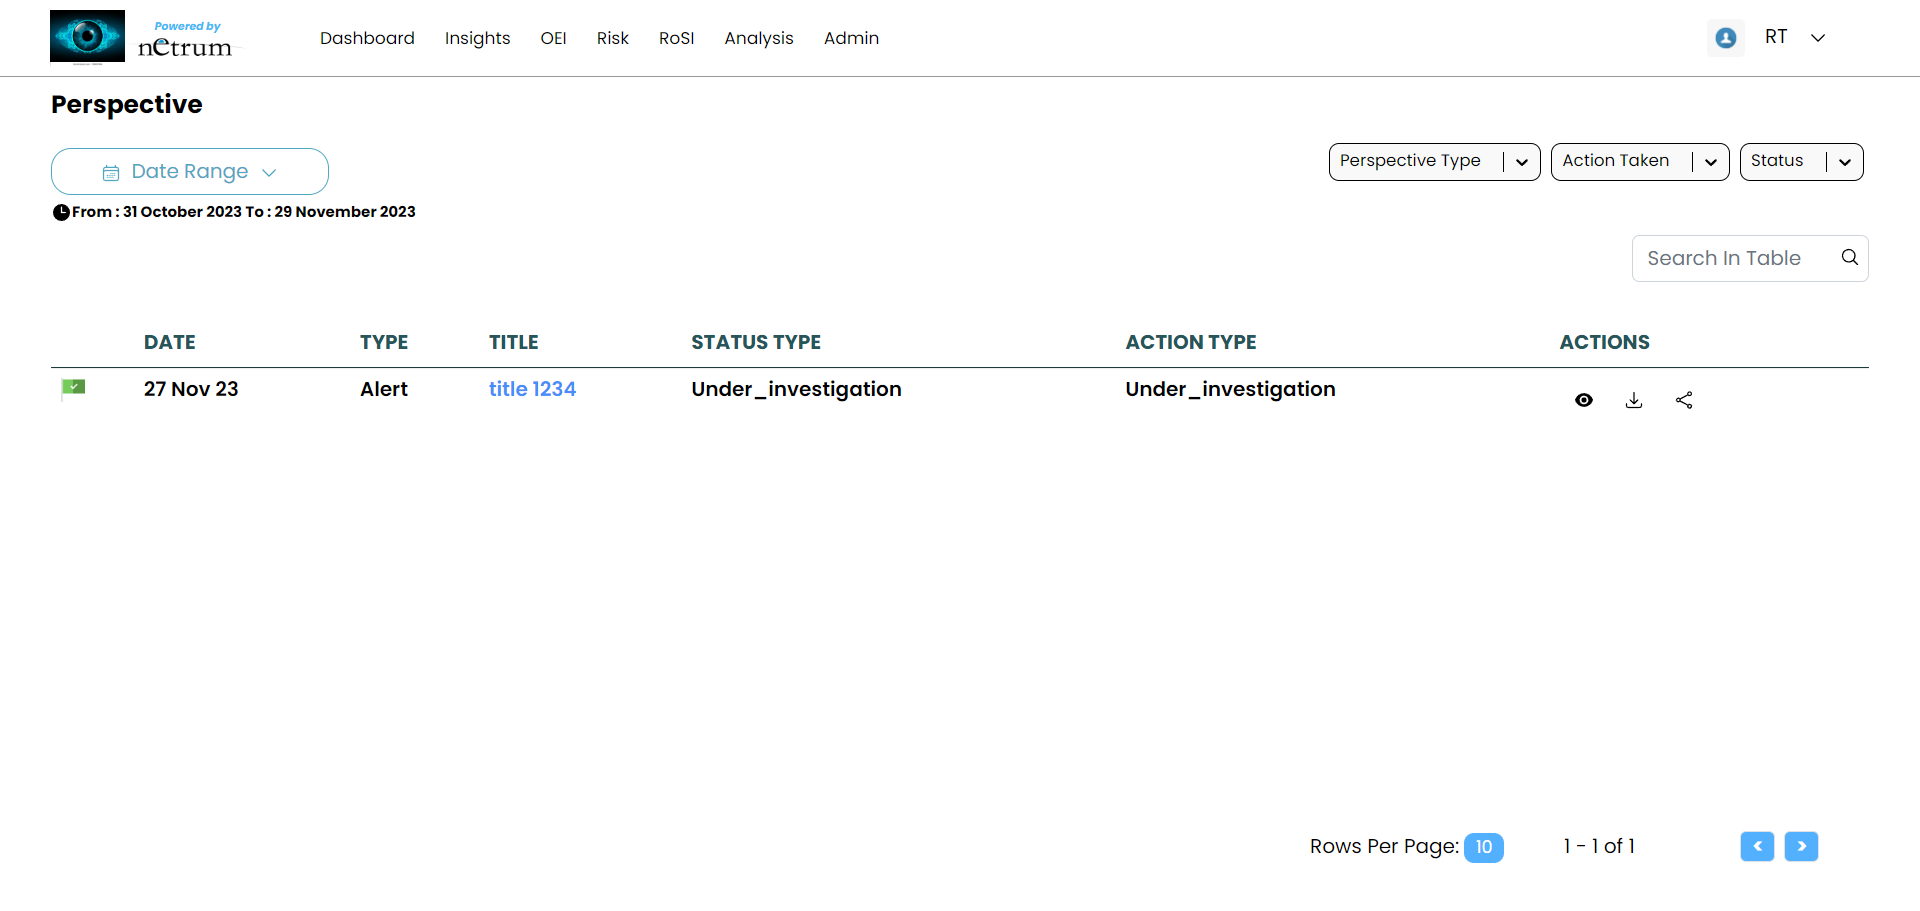 Powered by
netrum
Dashboard Insights OEI Risk RoSI Analysis Admin
RT
Perspective
Date Range
Perspective Type
Action Taken
Status
From : 31 October 2023 To : 29 November 2023
Search In Table
DATE TYPE TITLE STATUS TYPE ACTION TYPE ACTIONS
27 Nov 23 Alert title 1234 Under_investigation Under_investigation
Rows Per Page: 10 1 - 1 of 1